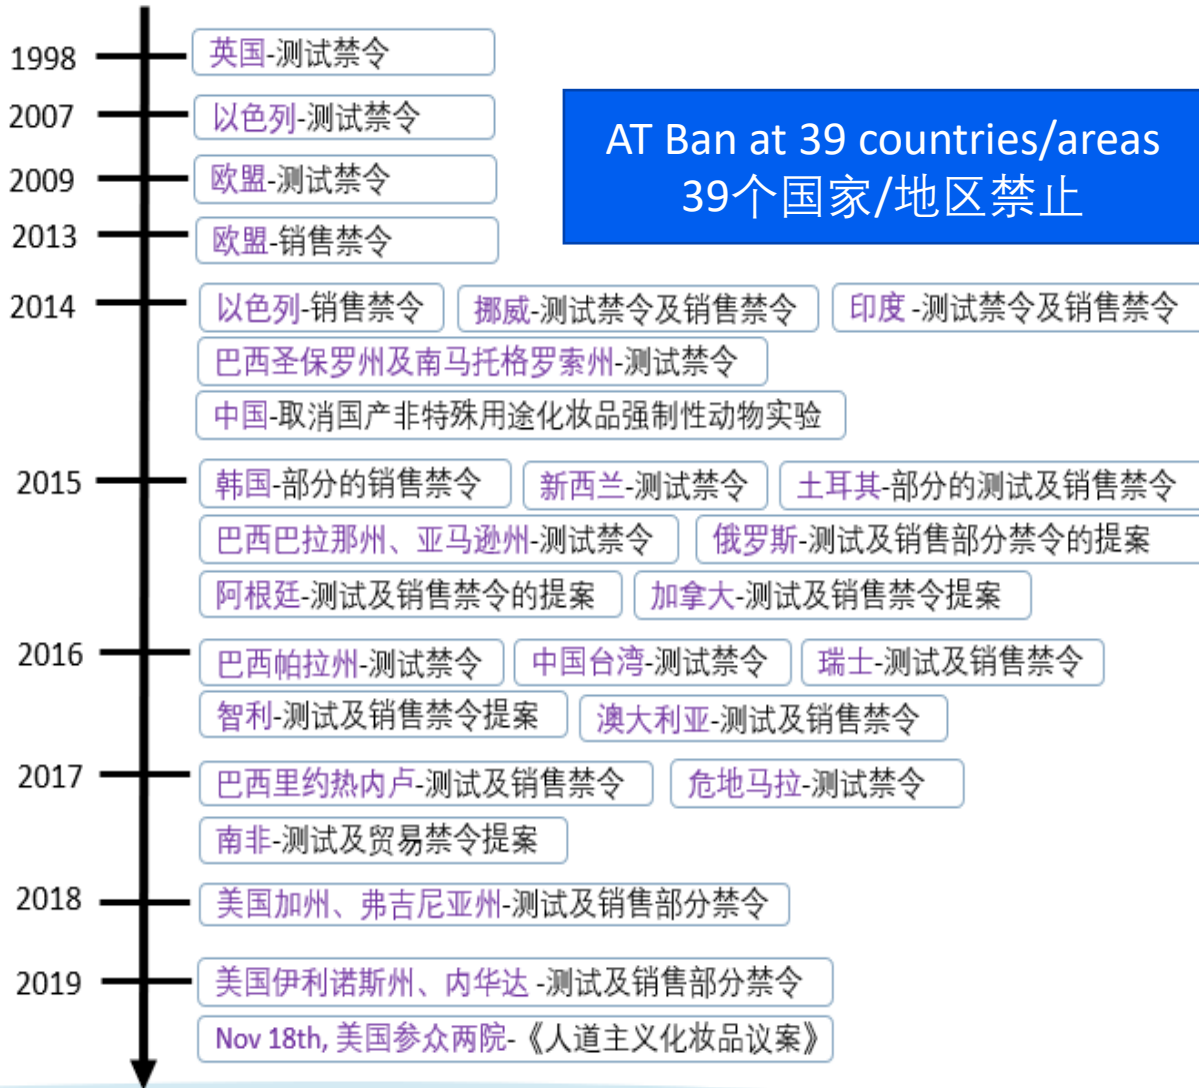 1998
英国-测试禁令
2007
以色列-测试禁令
AT Ban at 39 countries/areas
39个国家/地区禁止
2009
欧盟-测试禁令
2013
欧盟-销售禁令
2014
以色列-销售禁令 挪威-测试禁令及销售禁令 印度 -测试禁令及销售禁令
巴西圣保罗州及南马托格罗索州-测试禁令
中国-取消国产非特殊用途化妆品强制性动物实验
2015
韩国-部分的销售禁令 新西兰-测试禁令 土耳其-部分的测试及销售禁令
巴西巴拉那州、亚马逊州-测试禁令 俄罗斯-测试及销售部分禁令的提案
阿根廷-测试及销售禁令的提案 加拿大-测试及销售禁令提案
2016
巴西帕拉州-测试禁令 中国台湾-测试禁令 瑞士-测试及销售禁令
智利-测试及销售禁令提案 澳大利亚-测试及销售禁令
2017
巴西里约热内卢-测试及销售禁令 危地马拉-测试禁令
南非-测试及贸易禁令提案
2018
美国加州、弗吉尼亚州-测试及销售部分禁令
2019
美国伊利诺斯州、内华达 -测试及销售部分禁令
Nov 18th, 美国参众两院-《人道主义化妆品议案》